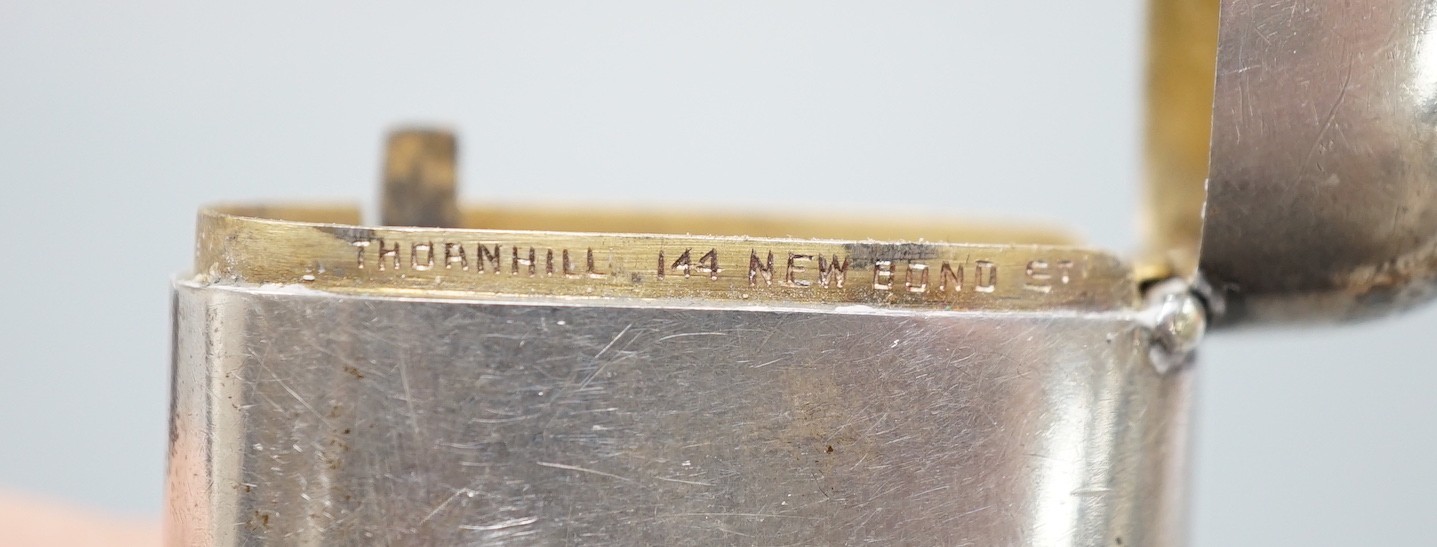 THORNHILL 144 NEW BOND ST